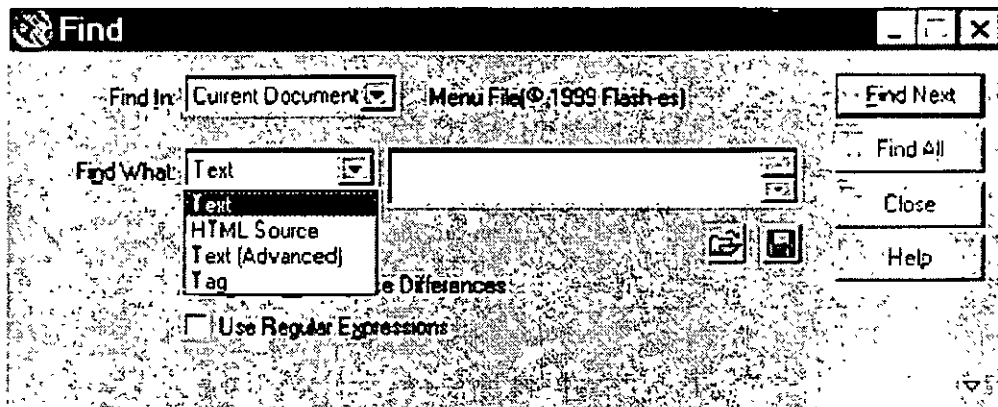 Find
Find In: Current Document Menu File(© 1999 Flash-es) Find Next
Find All
Find What: Text
Text
HTML Source
Text (Advanced)
Tag
Close
Help
e Differences
Use Regular Expressions